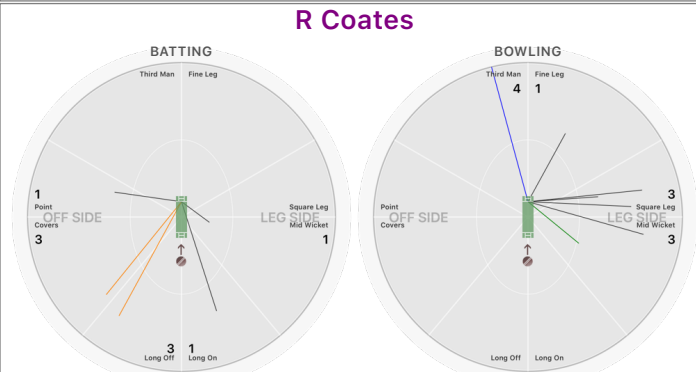 R Coates
BATTING
BOWLING
Third Man Fine Leg
Third Man Fine Leg
4 1
1
Point
OFF SIDE
Covers
3
Square Leg
LEG SIDE
Mid Wicket
1
Point
OFF SIDE
Covers
3
Square Leg
LEG SIDE
Mid Wicket
3
3 1
Long Off Long On
Long Off Long On